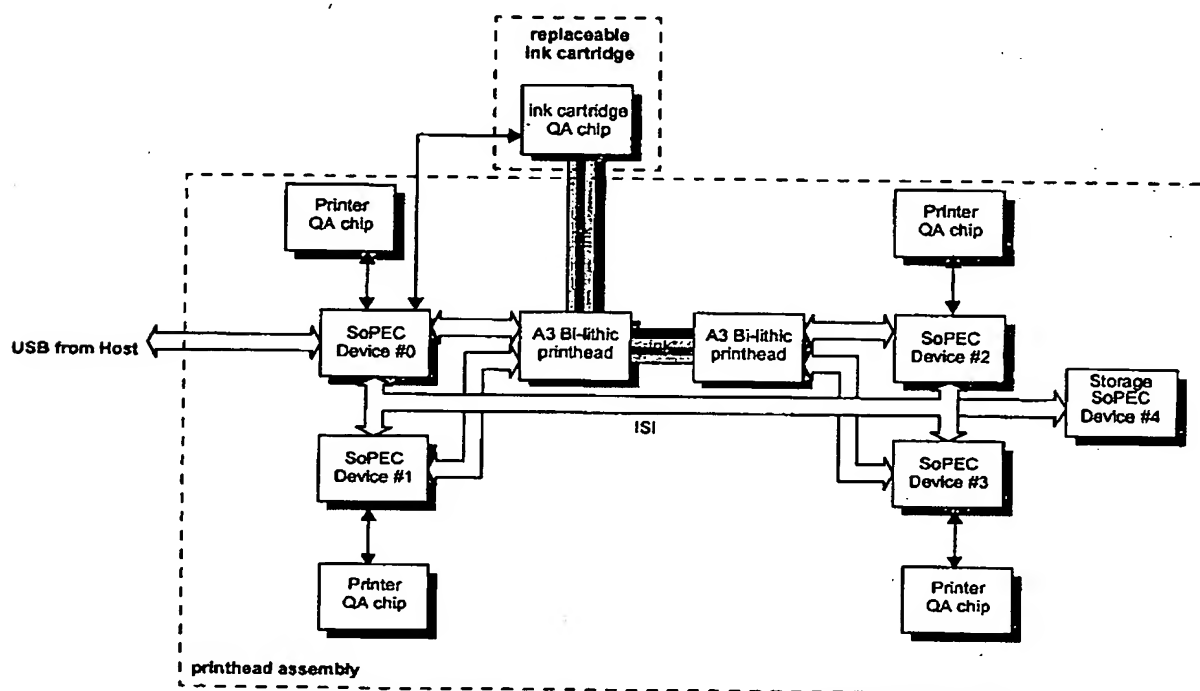 replaceable
ink cartridge
ink cartridge
QA chip
Printer
QA chip
Printer
QA chip
USB from Host
SoPEC
Device #0
A3 Bi-lithic
printhead
ink
A3 Bi-lithic
printhead
SoPEC
Device #2
Storage
SoPEC
Device #4
ISI
SoPEC
Device #1
SoPEC
Device #3
Printer
QA chip
Printer
QA chip
printhead assembly